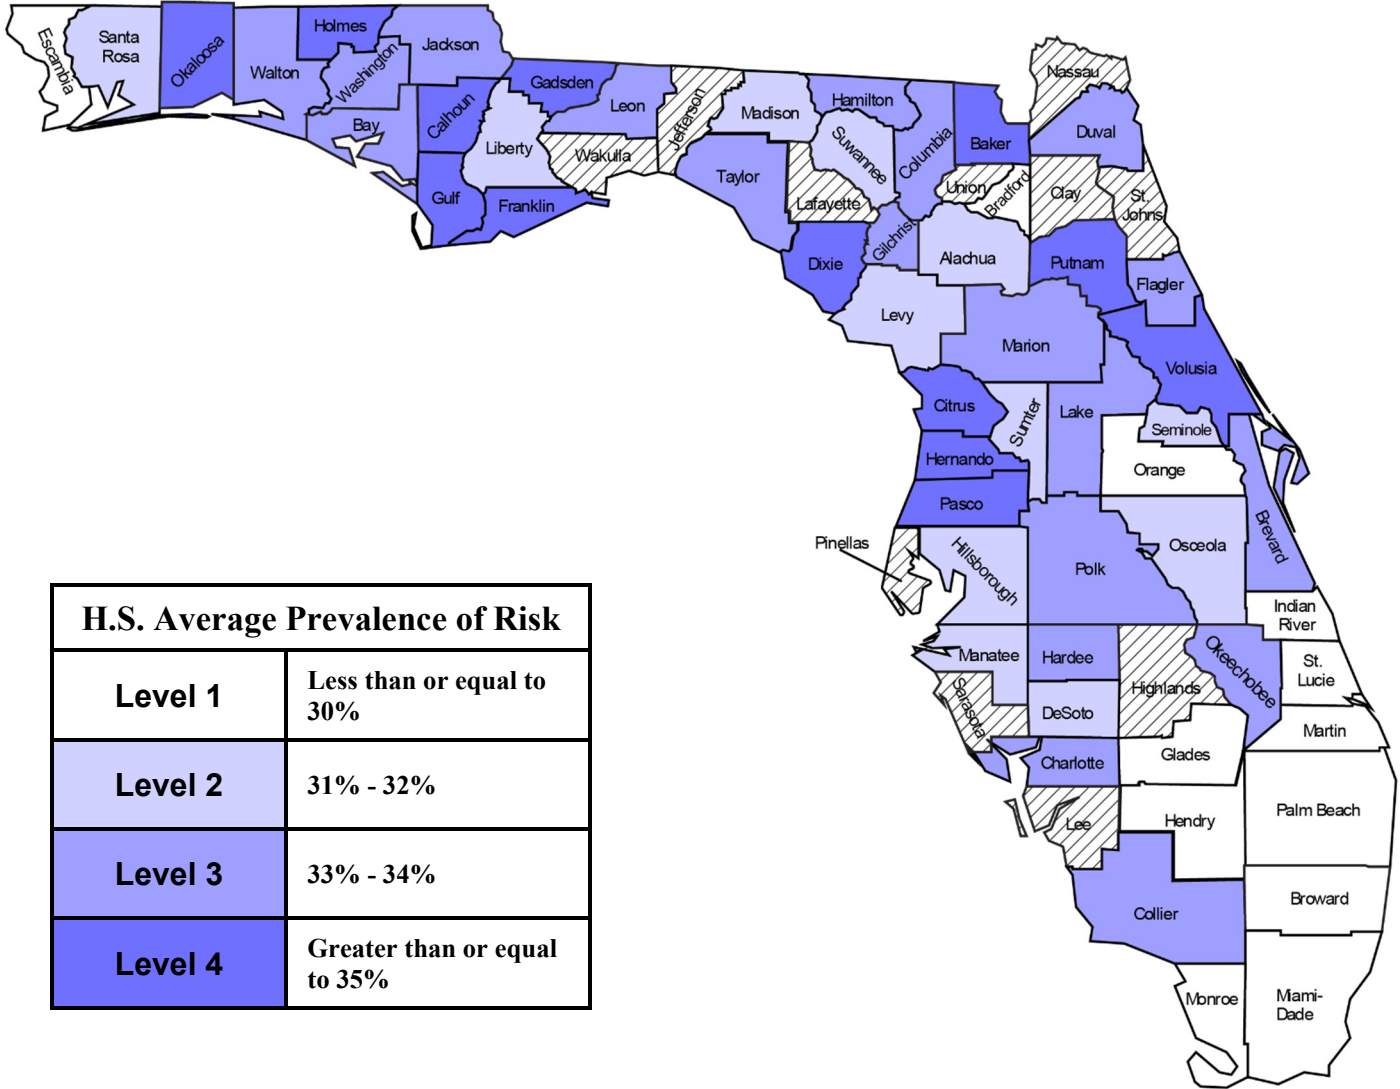 Escambia
Santa
Rosa
Okaloosa
Walton
Holmes
Washington
Jackson
Bay
Calhoun
Gulf
Gadsden
Liberty
Franklin
Leon
Wakulla
Jefferson
Madison
Taylor
Hamilton
Suwannee
Lafayette
Dixie
Columbia
Gilchrist
Baker
Union
Bradford
Alachua
Levy
Nassau
Duval
Clay
St.
Johns
Putnam
Flagler
Marion
Volusia
Citrus
Sumter
Lake
Seminole
Hernando
Orange
Pasco
Pinellas
Hillsborough
Polk
Osceola
Brevard
Indian
River
Manatee
Hardee
Highlands
Okeechobee
St.
Lucie
Sarasota
DeSoto
Martin
Charlotte
Glades
Lee
Hendry
Palm Beach
Collier
Broward
Monroe
Miami-
Dade
H.S. Average Prevalence of Risk
Level 1
Less than or equal to
30%
Level 2
31% - 32%
Level 3
33% - 34%
Level 4
Greater than or equal
to 35%